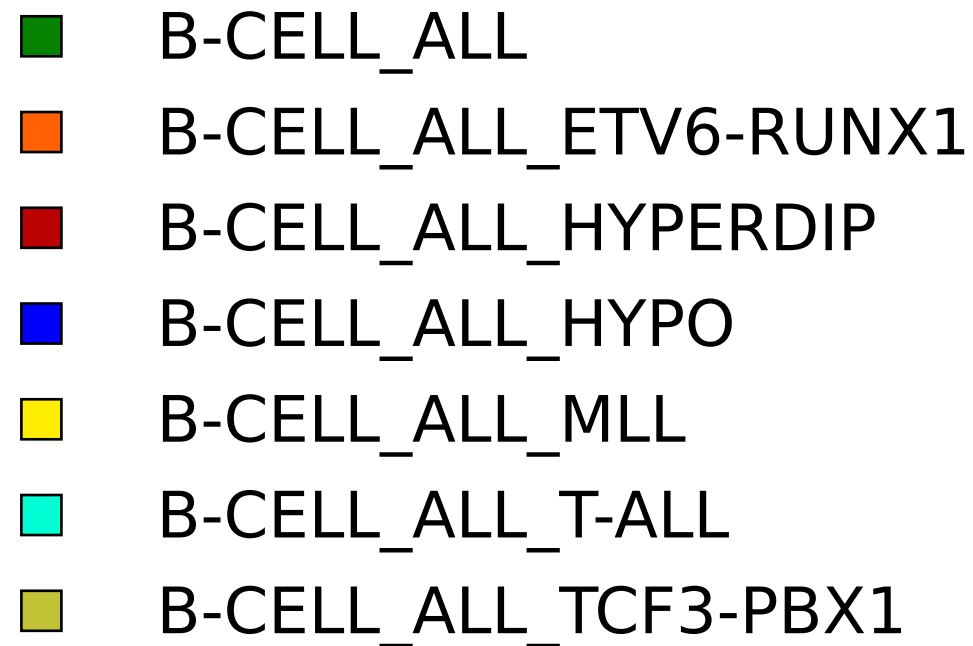 B-CELL_ALL
B-CELL_ALL_ETV6-RUNX1
B-CELL_ALL_HYPERDIP
B-CELL_ALL_HYPO
B-CELL_ALL_MLL
B-CELL_ALL_T-ALL
B-CELL_ALL_TCF3-PBX1